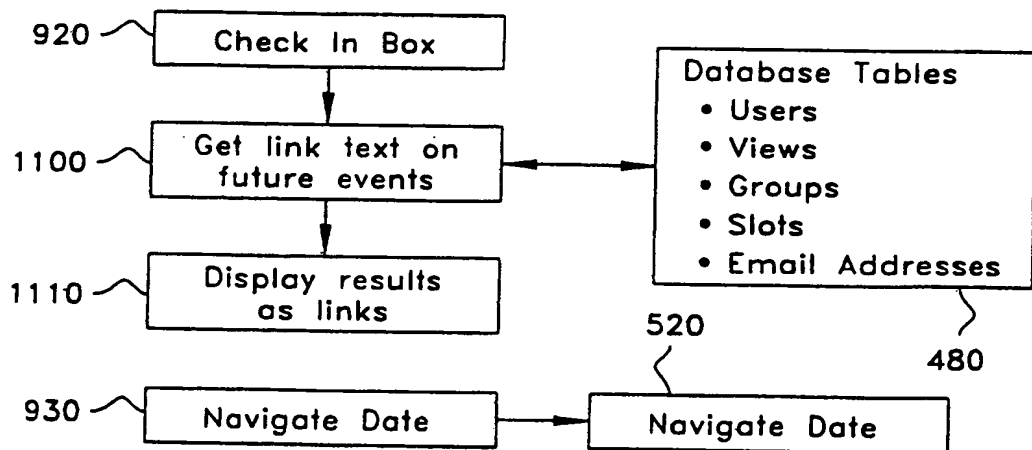 920
Check In Box
1100
Get link text on
future events
1110
Display results
as links
Database Tables
• Users
• Views
• Groups
• Slots
• Email Addresses
480
930
Navigate Date
520
Navigate Date